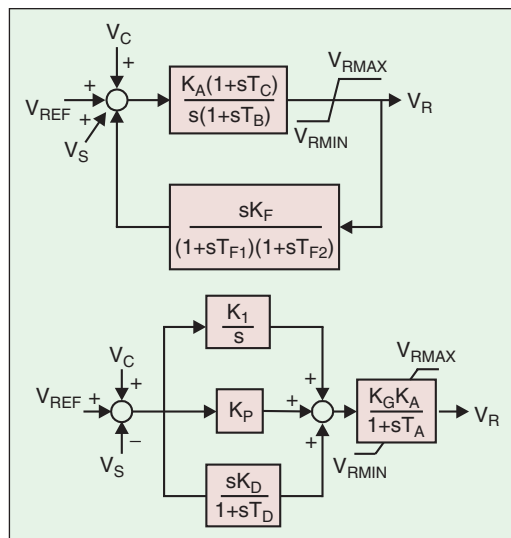 V_C
+
V_REF
+
+
V_S
K_A(1+sT_C)
s(1+sT_B)
V_RMAX
V_RMIN
V_R
sK_F
(1+sT_F1)(1+sT_F2)
K_1
s
V_C
+
V_REF
+
−
V_S
K_P
+
+
+
sK_D
1+sT_D
V_RMAX
K_GK_A
1+sT_A
V_RMIN
V_R